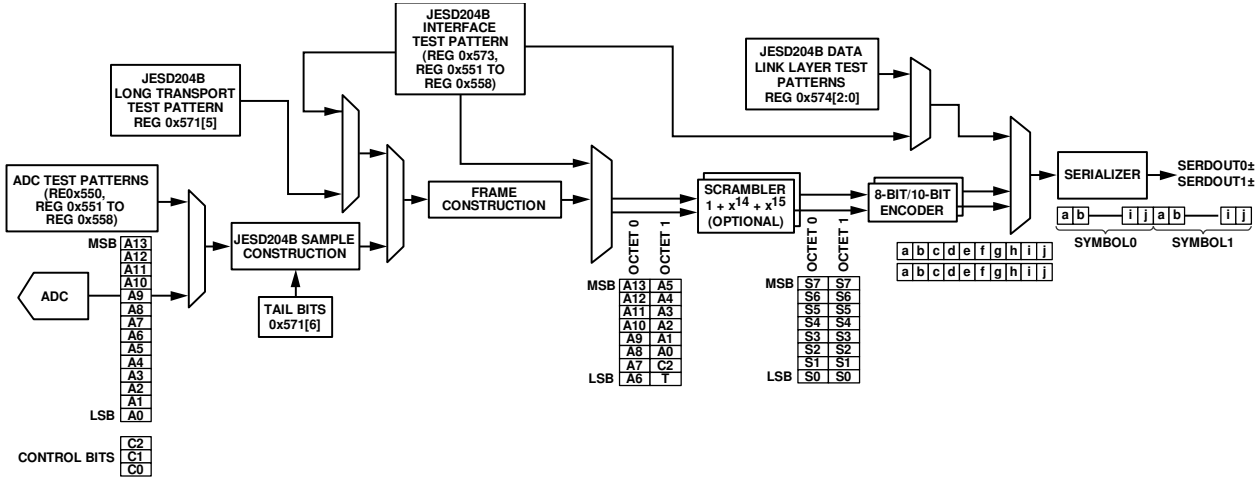 JESD204B
INTERFACE
TEST PATTERN
(REG 0x573,
REG 0x551 TO
REG 0x558)
JESD204B DATA
LINK LAYER TEST
PATTERNS
REG 0x574[2:0]
JESD204B
LONG TRANSPORT
TEST PATTERN
REG 0x571[5]
ADC TEST PATTERNS
(RE0x550,
REG 0x551 TO
REG 0x558)
JESD204B SAMPLE
CONSTRUCTION
TAIL BITS
0x571[6]
FRAME
CONSTRUCTION
SCRAMBLER
1 + x14 + x15
(OPTIONAL)
8-BIT/10-BIT
ENCODER
SERIALIZER
SERDOUT0±
SERDOUT1±
ADC
MSB A13
A12
A11
A10
A9
A8
A7
A6
A5
A4
A3
A2
A1
LSB A0
CONTROL BITS
C2
C1
C0
OCTET 0
OCTET 1
MSB A13 A5
A12 A4
A11 A3
A10 A2
A9 A1
A8 A0
A7 C2
LSB A6 T
OCTET 0
OCTET 1
MSB S7 S7
S6 S6
S5 S5
S4 S4
S3 S3
S2 S2
S1 S1
LSB S0 S0
a b c d e f g h i j
a b c d e f g h i j
a b i j a b i j
SYMBOL0 SYMBOL1